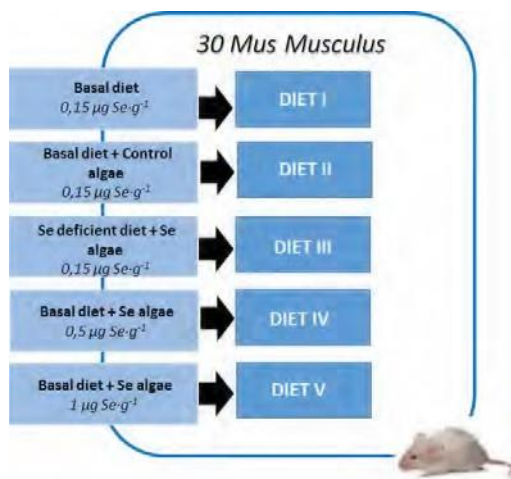 30 Mus Musculus
Basal diet
0,15 µg Se·g⁻¹
DIET I
Basal diet + Control
algae
0,15 µg Se·g⁻¹
DIET II
Se deficient diet + Se
algae
0,15 µg Se·g⁻¹
DIET III
Basal diet + Se algae
0,5 µg Se·g⁻¹
DIET IV
Basal diet + Se algae
1 µg Se·g⁻¹
DIET V